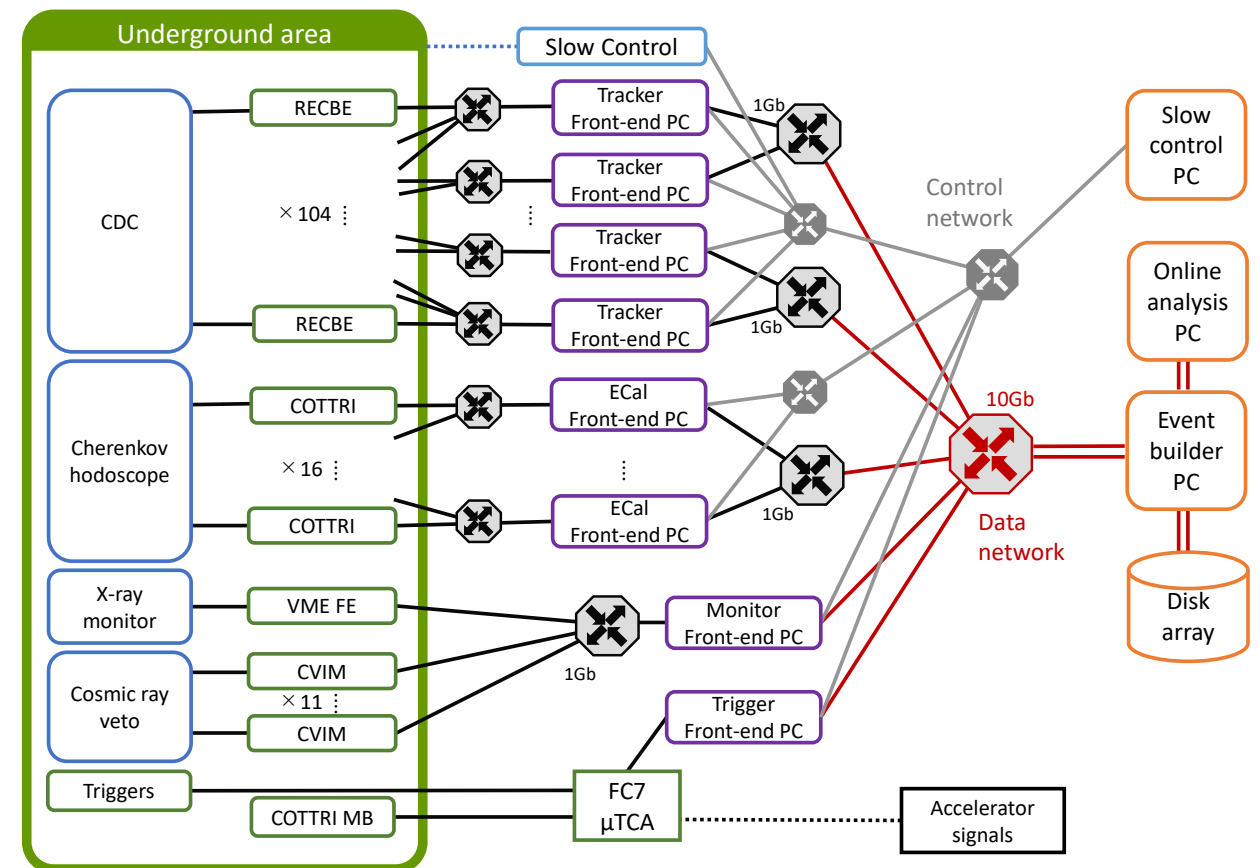 Underground area
Slow Control
CDC
RECBE
× 104
RECBE
Tracker
Front-end PC
Tracker
Front-end PC
Tracker
Front-end PC
Tracker
Front-end PC
1Gb
1Gb
Control
network
Slow
control
PC
Online
analysis
PC
Event
builder
PC
Disk
array
Cherenkov
hodoscope
COTTRI
× 16
COTTRI
ECal
Front-end PC
ECal
Front-end PC
1Gb
10Gb
Data
network
X-ray
monitor
VME FE
Cosmic ray
veto
CVIM
× 11
CVIM
1Gb
Monitor
Front-end PC
Trigger
Front-end PC
Triggers
COTTRI MB
FC7
μTCA
Accelerator
signals